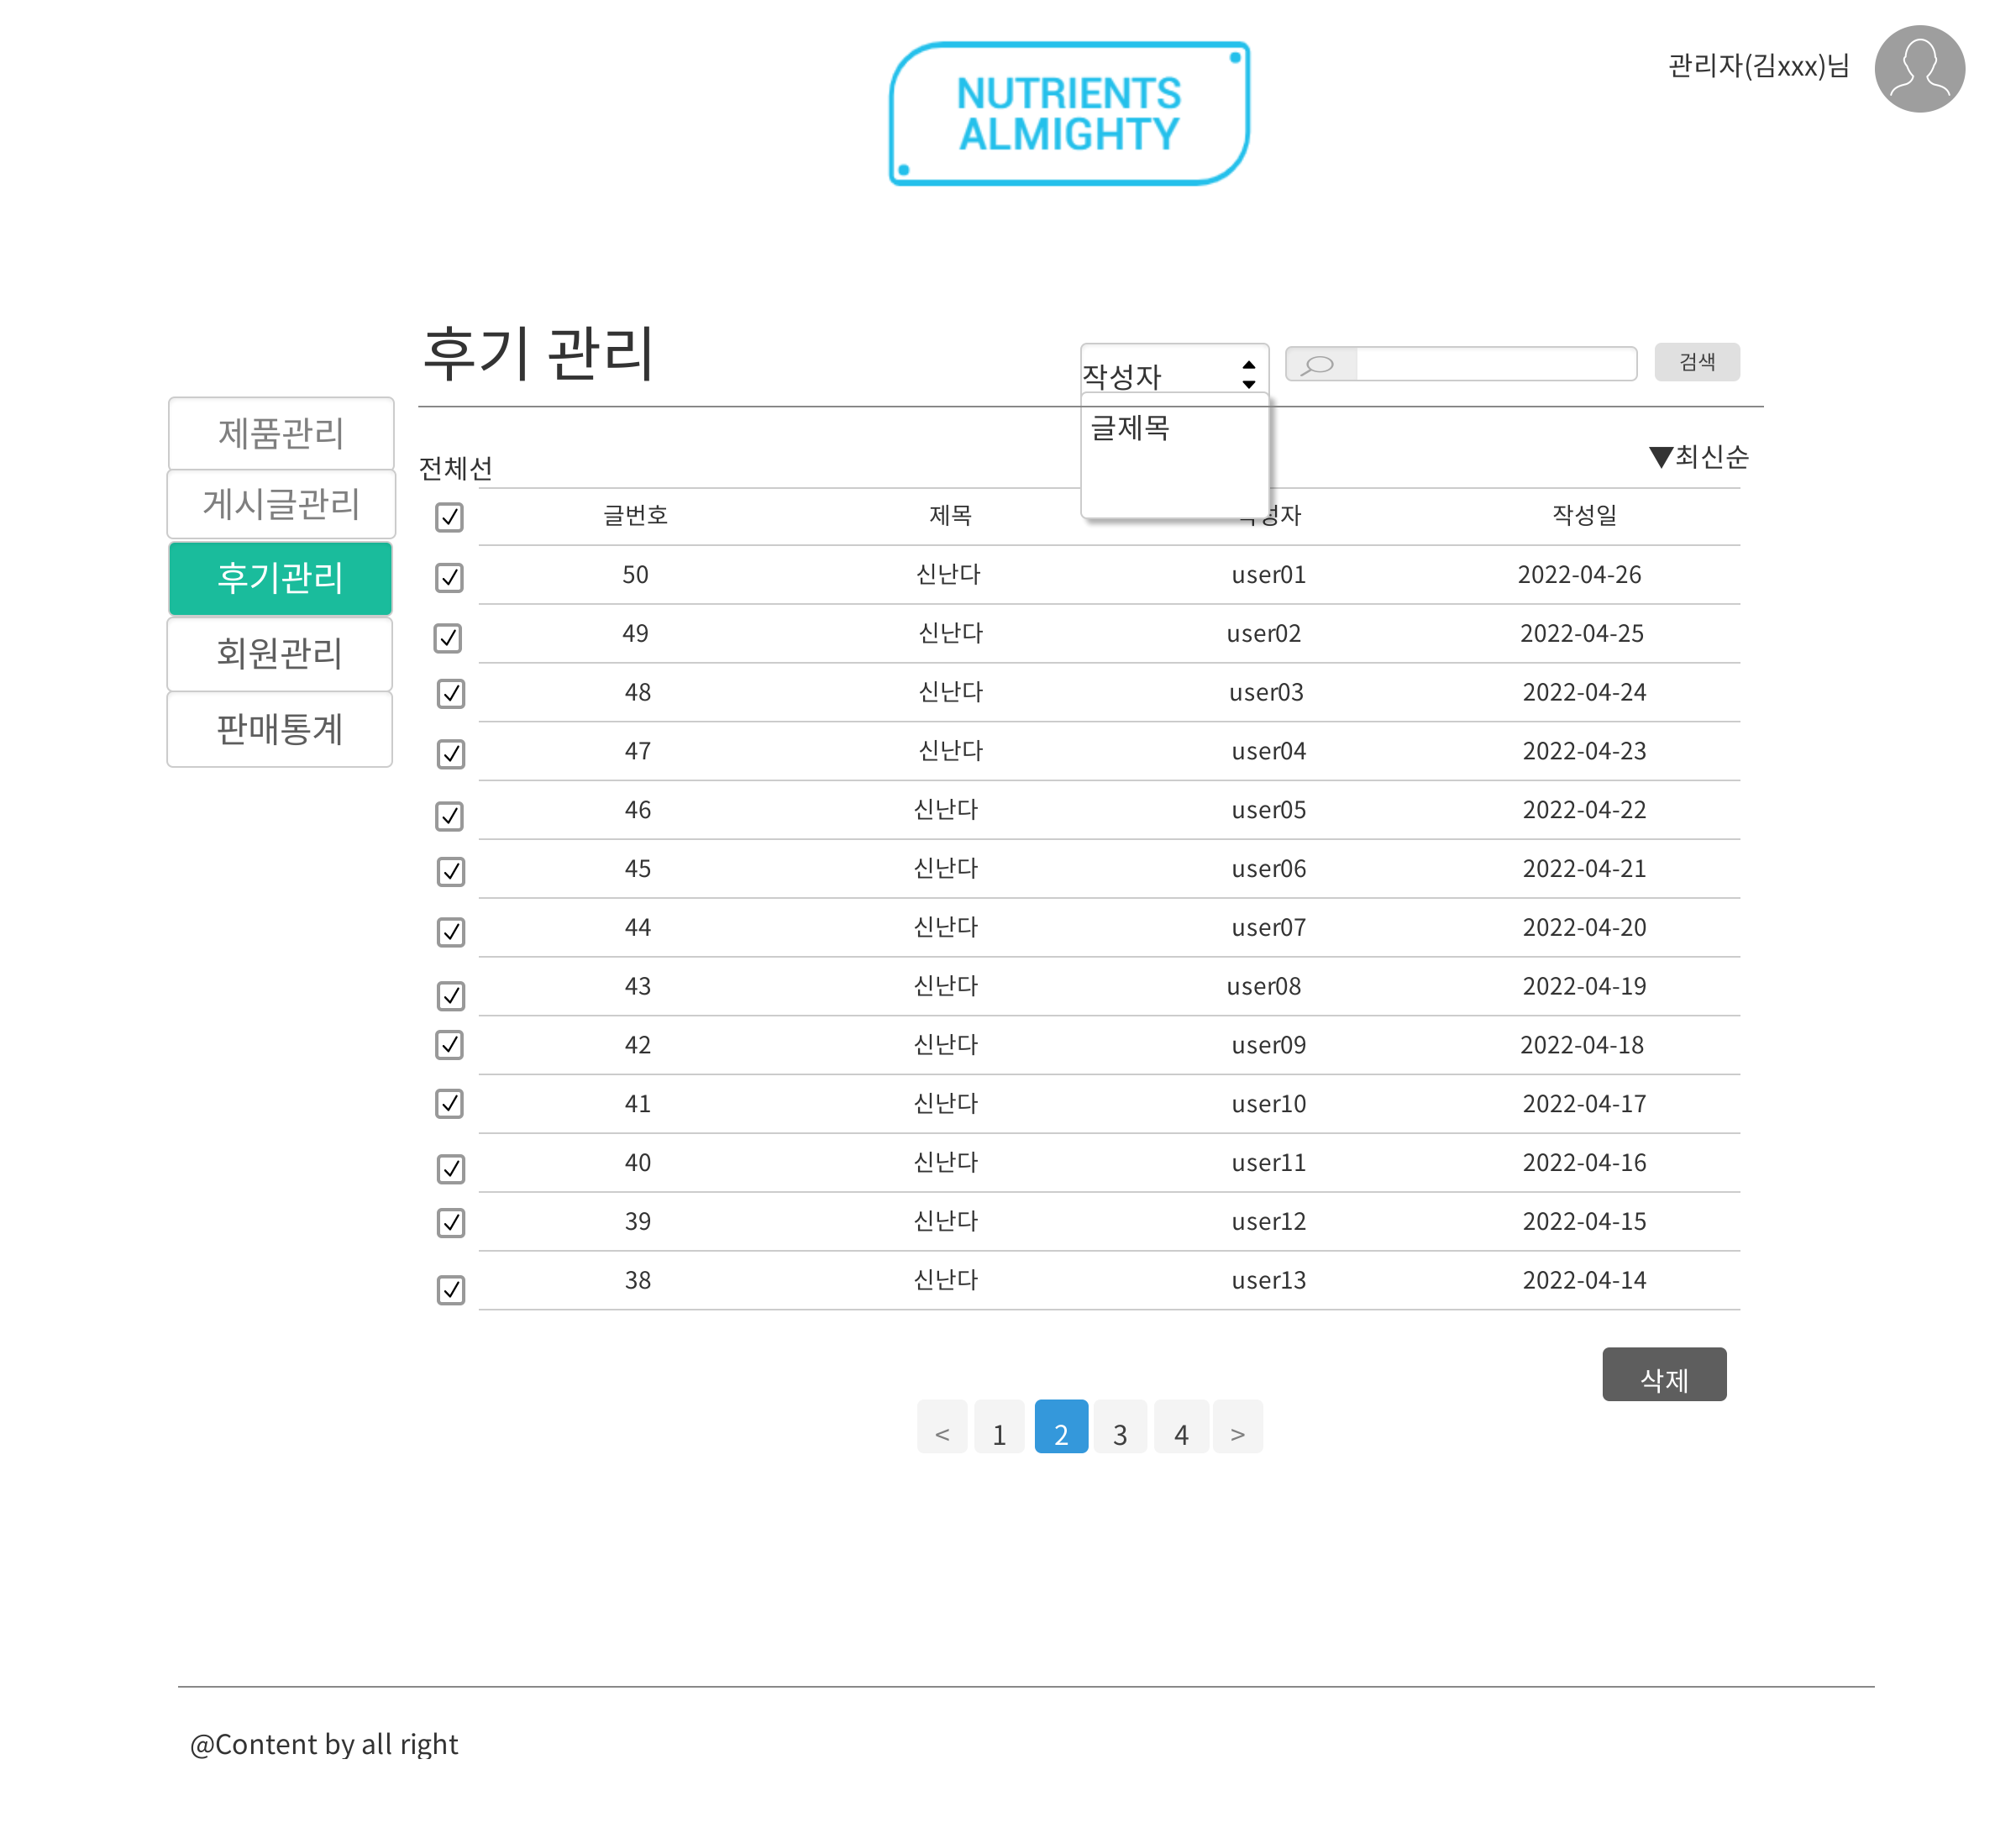 관리자(김xxx)님
NUTRIENTS
ALMIGHTY
후기 관리
작성자
검색
글제목
제품관리
게시글관리
후기관리
회원관리
판매통계
▼최신순
전체선
글번호 제목 작성자 작성일
50 신난다 user01 2022-04-26
49 신난다 user02 2022-04-25
48 신난다 user03 2022-04-24
47 신난다 user04 2022-04-23
46 신난다 user05 2022-04-22
45 신난다 user06 2022-04-21
44 신난다 user07 2022-04-20
43 신난다 user08 2022-04-19
42 신난다 user09 2022-04-18
41 신난다 user10 2022-04-17
40 신난다 user11 2022-04-16
39 신난다 user12 2022-04-15
38 신난다 user13 2022-04-14
삭제
< 1 2 3 4 >
@Content by all right